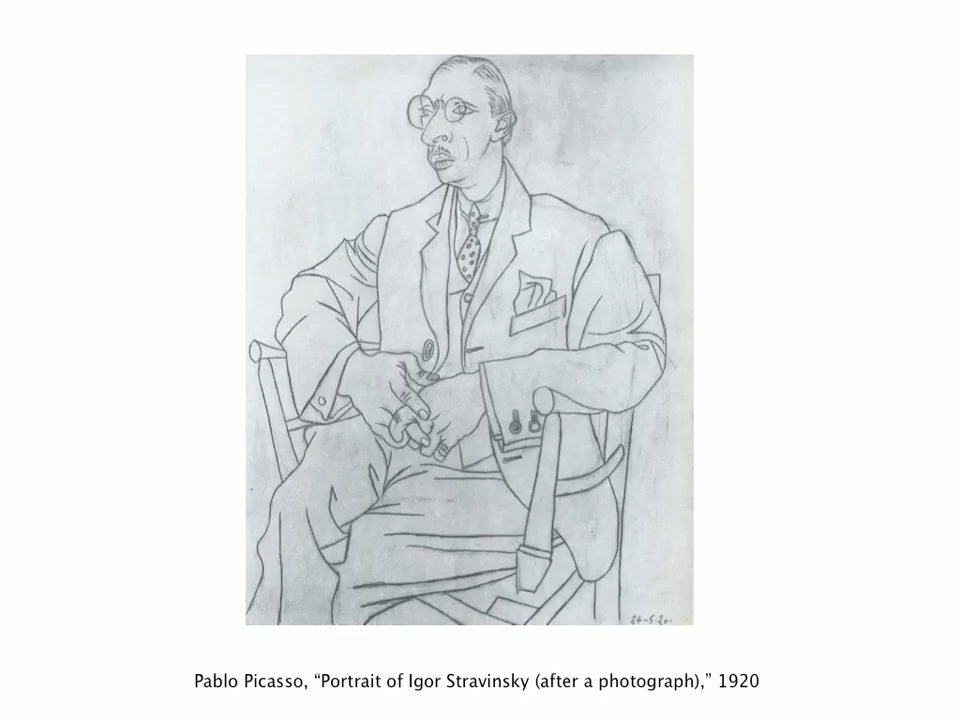 24-5-20-
Pablo Picasso, “Portrait of Igor Stravinsky (after a photograph),” 1920